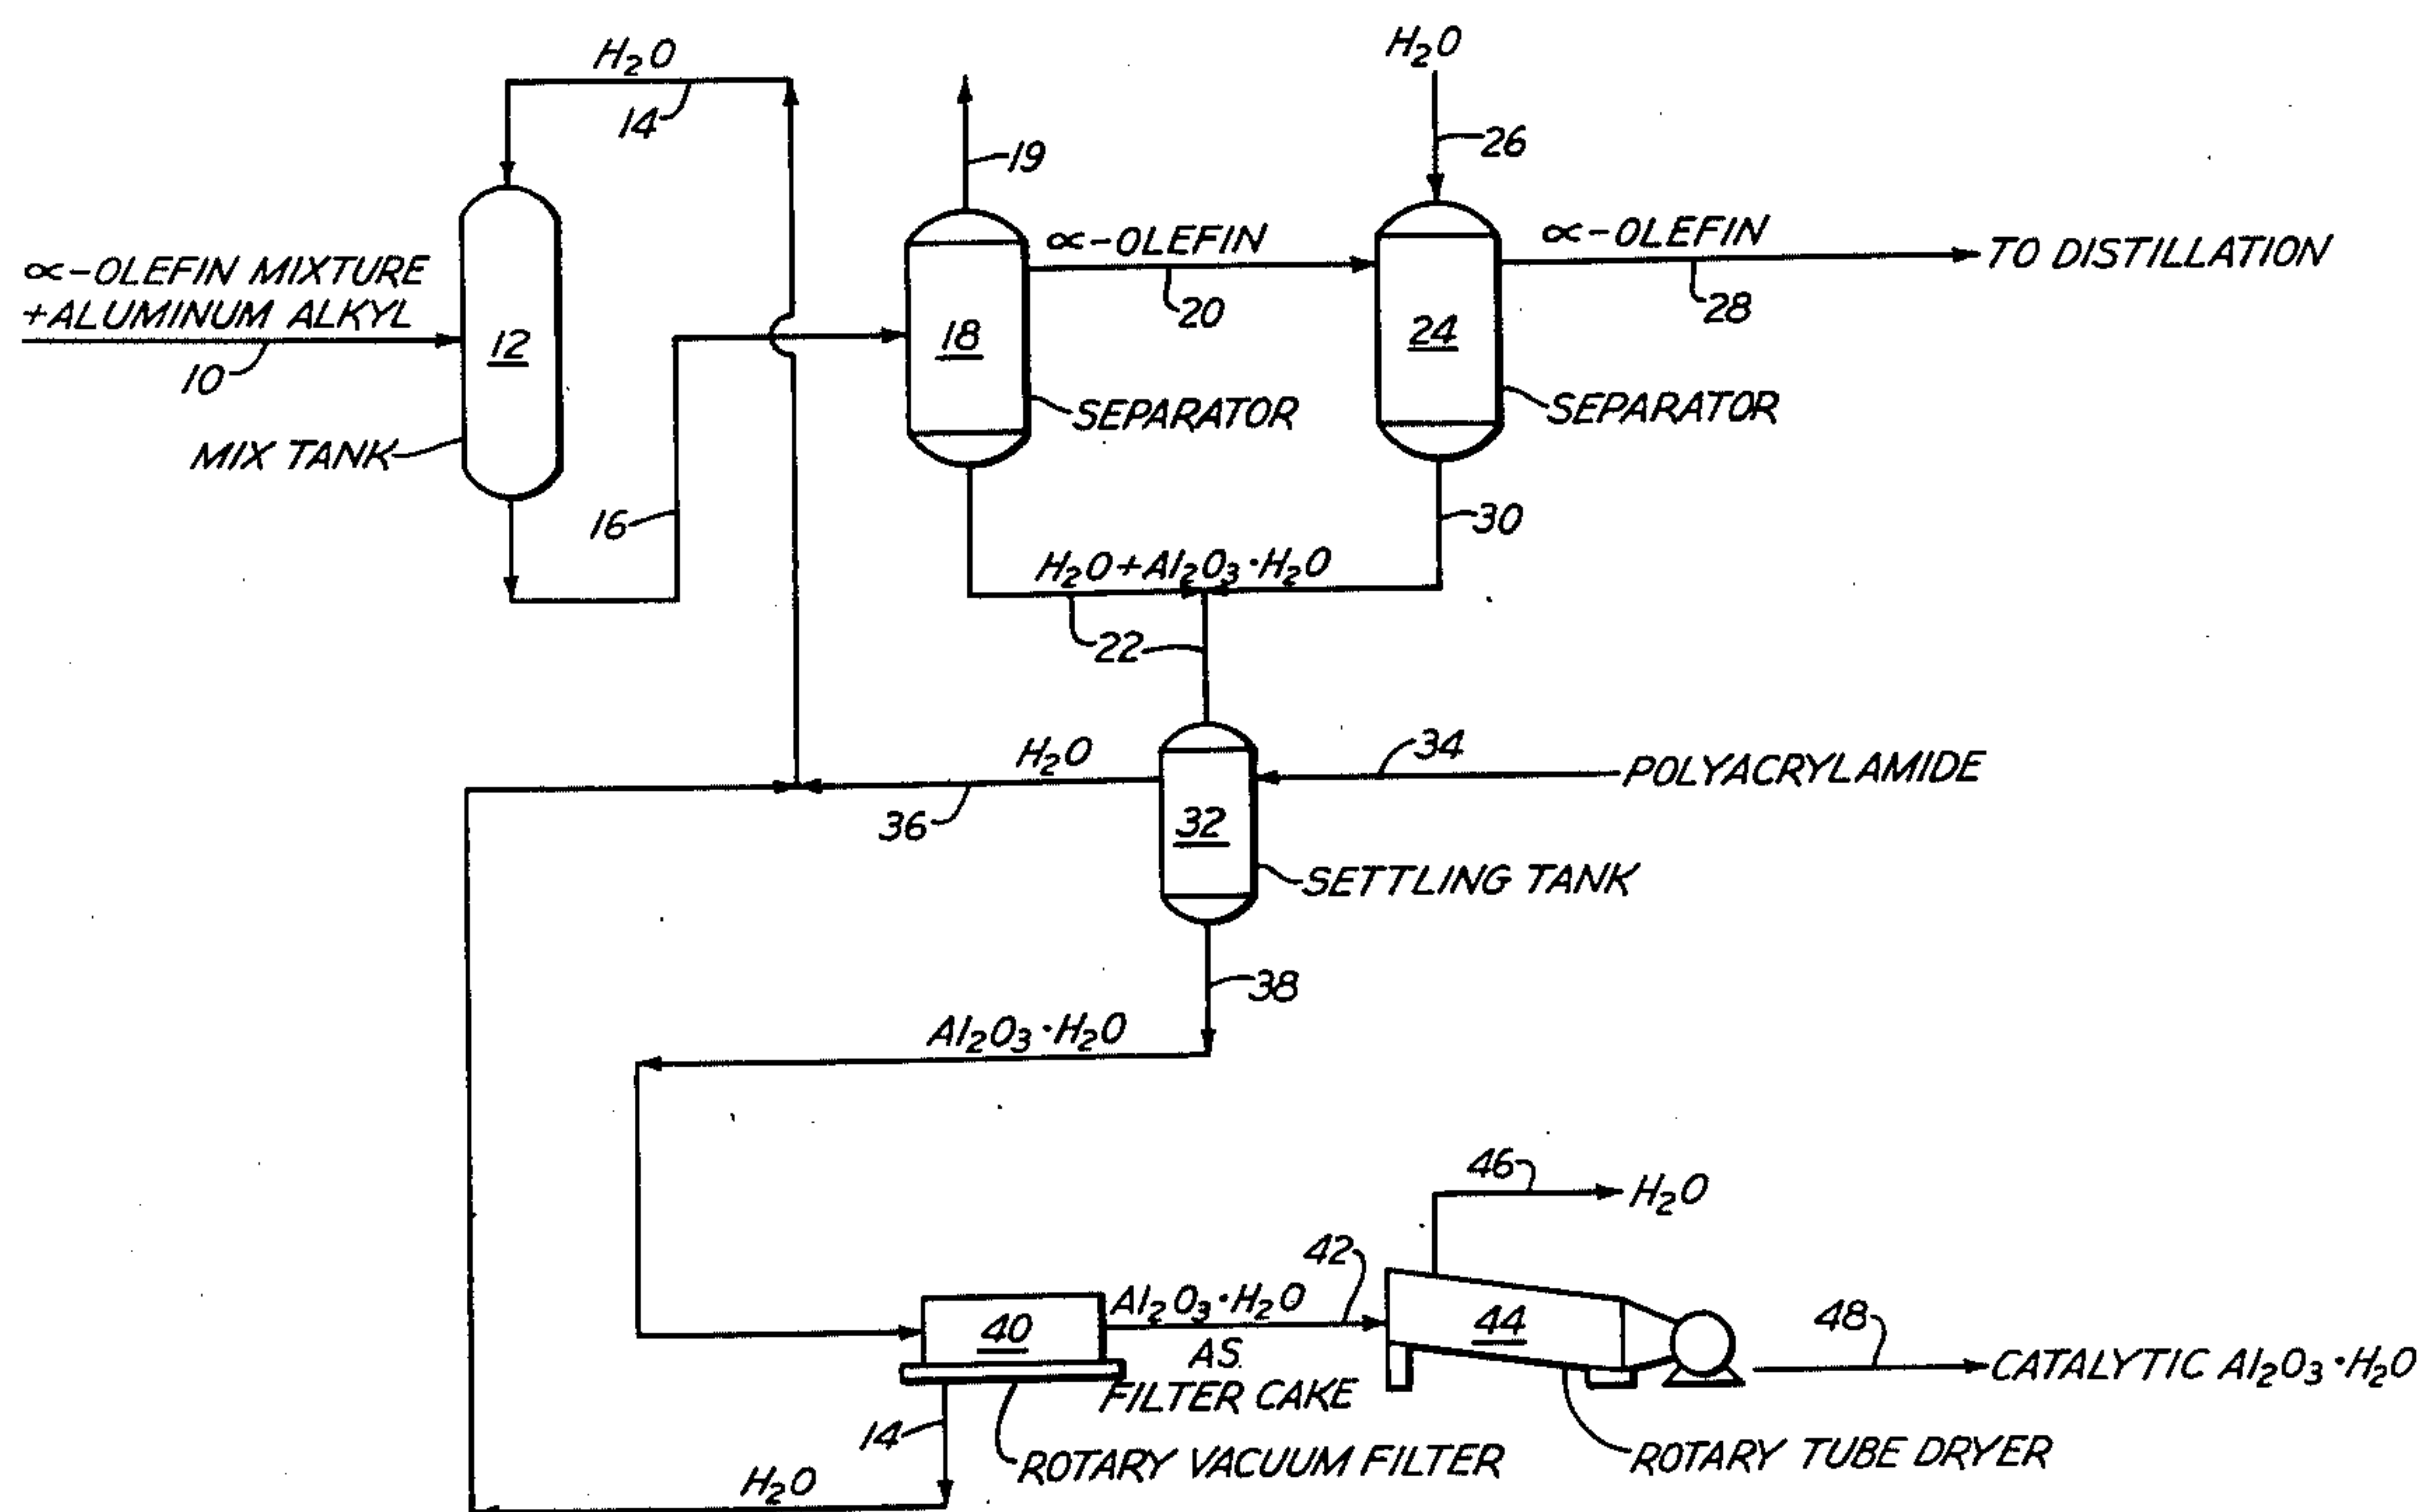 H₂O
14
H₂O
26
19
∝-OLEFIN MIXTURE
+ALUMINUM ALKYL
10
12
MIX TANK
16
18
SEPARATOR
∝-OLEFIN
20
24
SEPARATOR
∝-OLEFIN
28
TO DISTILLATION
30
H₂O+Al₂O₃·H₂O
22
H₂O
36
32
34
POLYACRYLAMIDE
SETTLING TANK
38
Al₂O₃·H₂O
46
H₂O
40
Al₂O₃·H₂O
AS.
FILTER CAKE
42
44
48
CATALYTIC Al₂O₃·H₂O
14
H₂O
ROTARY VACUUM FILTER
ROTARY TUBE DRYER